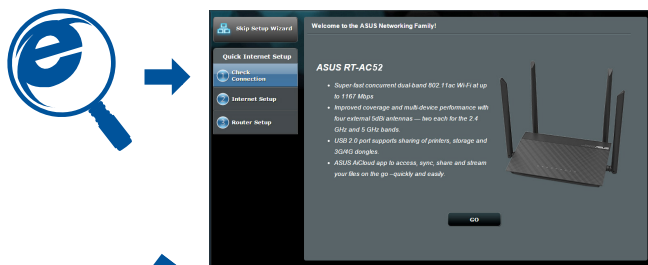 Skip Setup Wizard
Welcome to the ASUS Networking Family!
Quick Internet Setup
1 Check
Connection
2 Internet Setup
3 Router Setup
ASUS RT-AC52
• Super-fast concurrent dual-band 802.11ac Wi-Fi at up
to 1167 Mbps
• Improved coverage and multi-device performance with
four external 5dBi antennas — two each for the 2.4
GHz and 5 GHz bands.
• USB 2.0 port supports sharing of printers, storage and
3G/4G dongles.
• ASUS AiCloud app to access, sync, share and stream
your files on the go –quickly and easily.
GO